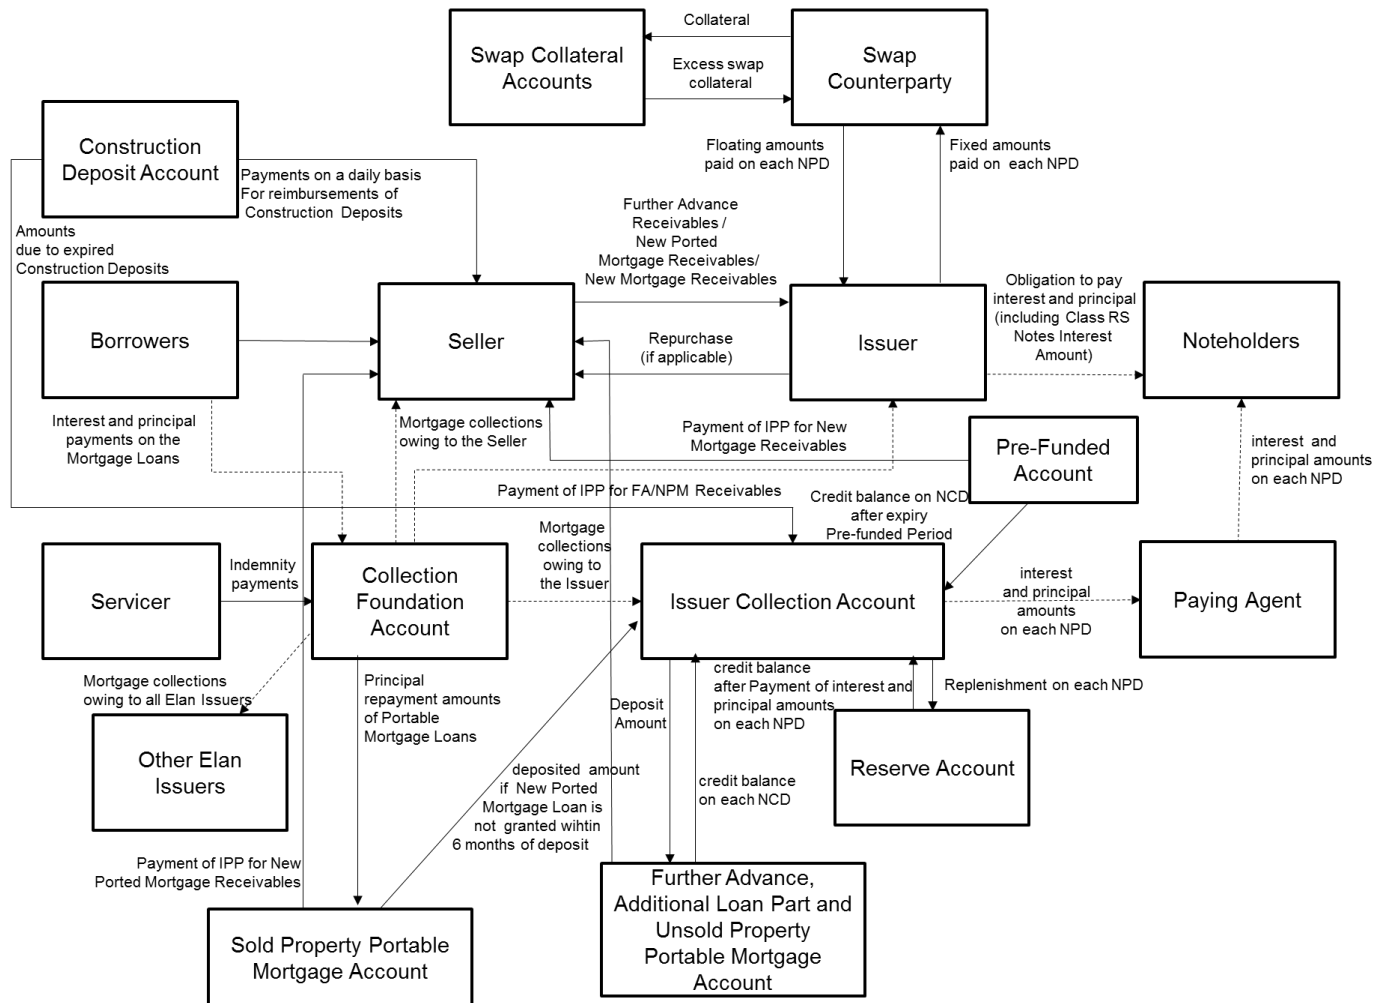 Collateral
Swap Collateral
Accounts
Excess swap
collateral
Swap
Counterparty
Construction
Deposit Account
Payments on a daily basis
For reimbursements of
Construction Deposits
Floating amounts
paid on each NPD
Fixed amounts
paid on each NPD
Amounts
due to expired
Construction Deposits
Further Advance
Receivables /
New Ported
Mortgage Receivables/
New Mortgage Receivables
Obligation to pay
interest and principal
(including Class RS
Notes Interest
Amount)
Borrowers
Seller
Repurchase
(if applicable)
Issuer
Noteholders
Interest and principal
payments on the
Mortgage Loans
Mortgage collections
owing to the Seller
Payment of IPP for New
Mortgage Receivables
Pre-Funded
Account
interest and
principal amounts
on each NPD
Payment of IPP for FA/NPM Receivables
Credit balance on NCD
after expiry
Pre-funded Period
Servicer
Indemnity
payments
Collection
Foundation
Account
Mortgage
collections
owing to
the Issuer
Issuer Collection Account
interest
and principal
amounts
on each NPD
Paying Agent
Mortgage collections
owing to all Elan Issuers
Other Elan
Issuers
Principal
repayment amounts
of Portable
Mortgage Loans
Deposit
Amount
credit balance
after Payment of interest and
principal amounts
on each NPD
Replenishment on each NPD
Reserve Account
deposited amount
if New Ported
Mortgage Loan is
not granted wihtin
6 months of deposit
credit balance
on each NCD
Payment of IPP for New
Ported Mortgage Receivables
Sold Property Portable
Mortgage Account
Further Advance,
Additional Loan Part and
Unsold Property
Portable Mortgage
Account